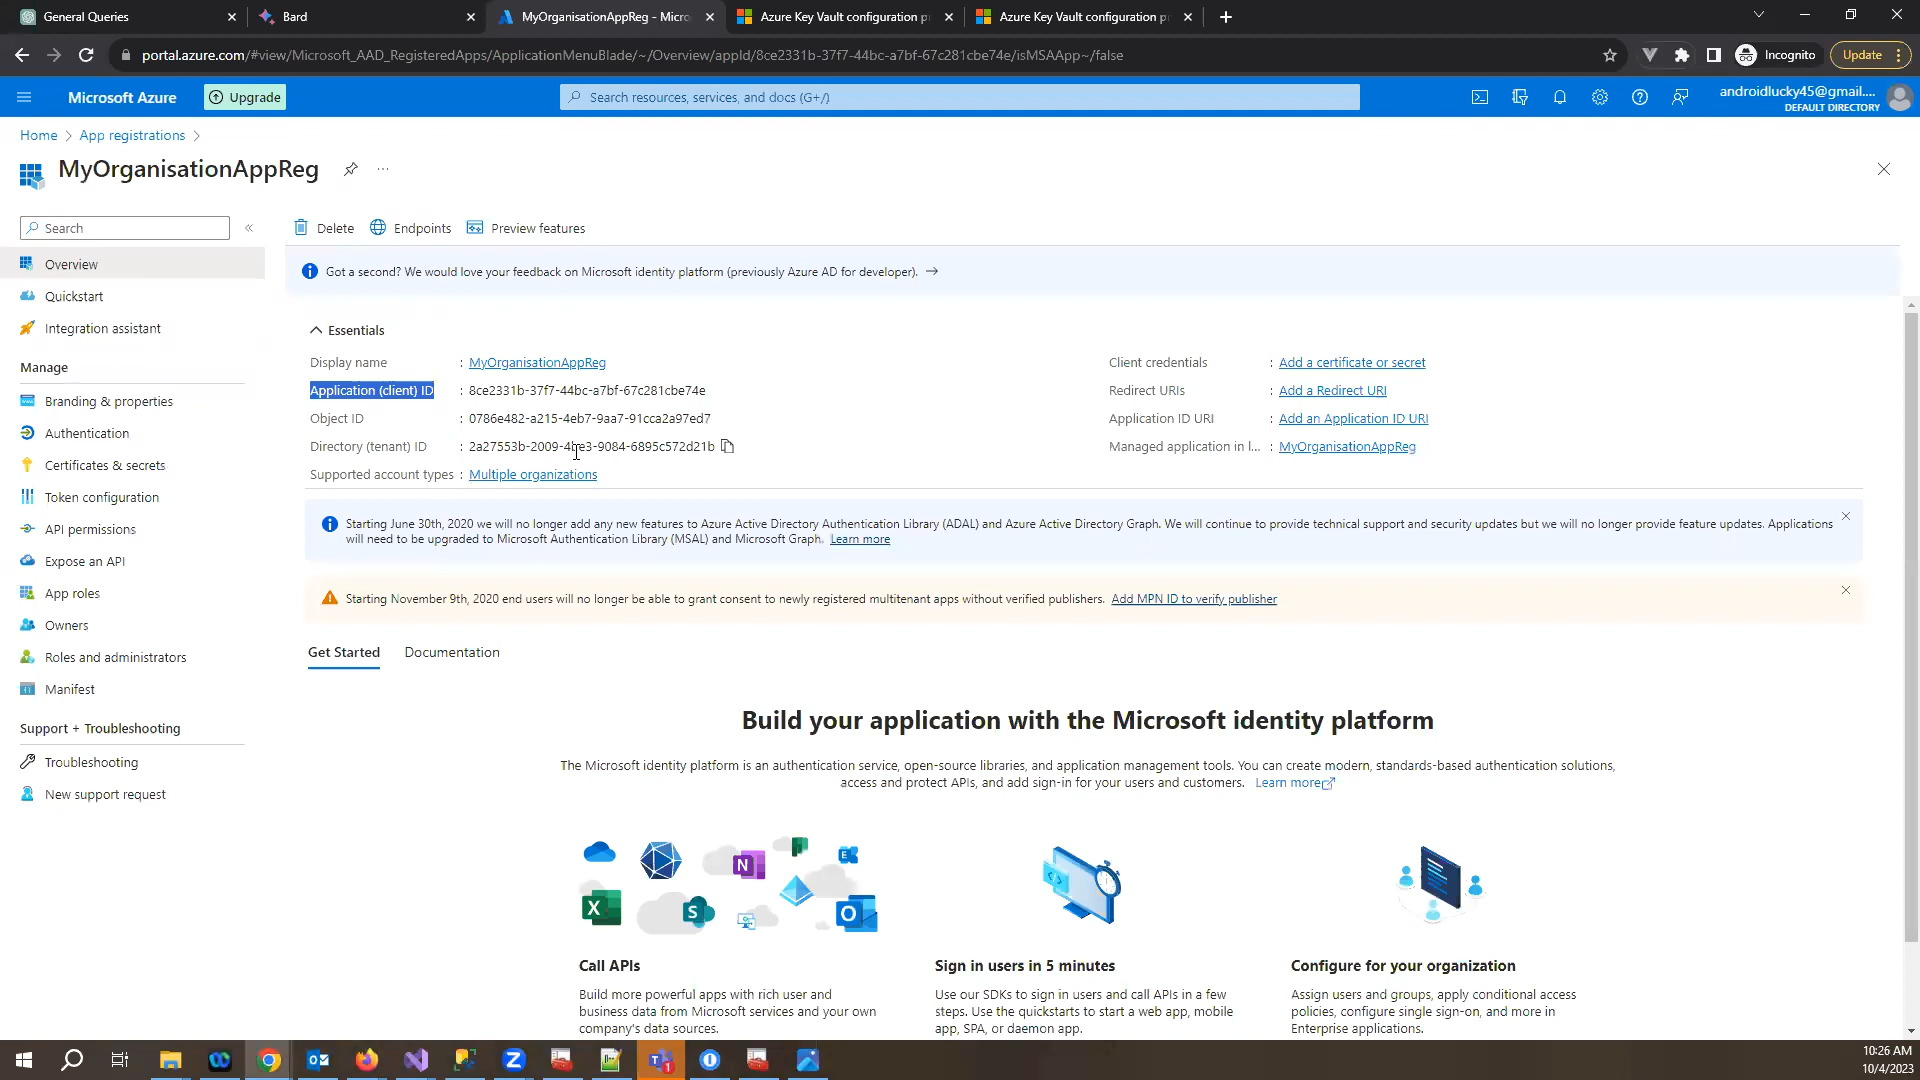 General Queries
Bard
MyOrganisationAppReg - Micro
Azure Key Vault configuration p
Azure Key Vault configuration p
portal.azure.com/#view/Microsoft_AAD_RegisteredApps/ApplicationMenuBlade/~/Overview/appId/8ce2331b-37f7-44bc-a7bf-67c281cbe74e/isMSAApp~/false
Incognito
Update
Microsoft Azure
Upgrade
Search resources, services, and docs (G+/)
androidlucky45@gmail....
DEFAULT DIRECTORY
Home > App registrations >
MyOrganisationAppReg
Search
Delete
Endpoints
Preview features
Overview
Quickstart
Integration assistant
Manage
Branding & properties
Authentication
Certificates & secrets
Token configuration
API permissions
Expose an API
App roles
Owners
Roles and administrators
Manifest
Support + Troubleshooting
Troubleshooting
New support request
Got a second? We would love your feedback on Microsoft identity platform (previously Azure AD for developer).
Essentials
Display name : MyOrganisationAppReg
Application (client) ID : 8ce2331b-37f7-44bc-a7bf-67c281cbe74e
Object ID : 0786e482-a215-4eb7-9aa7-91cca2a97ed7
Directory (tenant) ID : 2a27553b-2009-4be3-9084-6895c572d21b
Supported account types : Multiple organizations
Client credentials : Add a certificate or secret
Redirect URIs : Add a Redirect URI
Application ID URI : Add an Application ID URI
Managed application in l... : MyOrganisationAppReg
Starting June 30th, 2020 we will no longer add any new features to Azure Active Directory Authentication Library (ADAL) and Azure Active Directory Graph. We will continue to provide technical support and security updates but we will no longer provide feature updates. Applications
will need to be upgraded to Microsoft Authentication Library (MSAL) and Microsoft Graph. Learn more
Starting November 9th, 2020 end users will no longer be able to grant consent to newly registered multitenant apps without verified publishers. Add MPN ID to verify publisher
Get Started
Documentation
Build your application with the Microsoft identity platform
The Microsoft identity platform is an authentication service, open-source libraries, and application management tools. You can create modern, standards-based authentication solutions,
access and protect APIs, and add sign-in for your users and customers. Learn more
Call APIs
Build more powerful apps with rich user and
business data from Microsoft services and your own
company's data sources.
Sign in users in 5 minutes
Use our SDKs to sign in users and call APIs in a few
steps. Use the quickstarts to start a web app, mobile
app, SPA, or daemon app.
Configure for your organization
Assign users and groups, apply conditional access
policies, configure single sign-on, and more in
Enterprise applications.
10:26 AM
10/4/2023